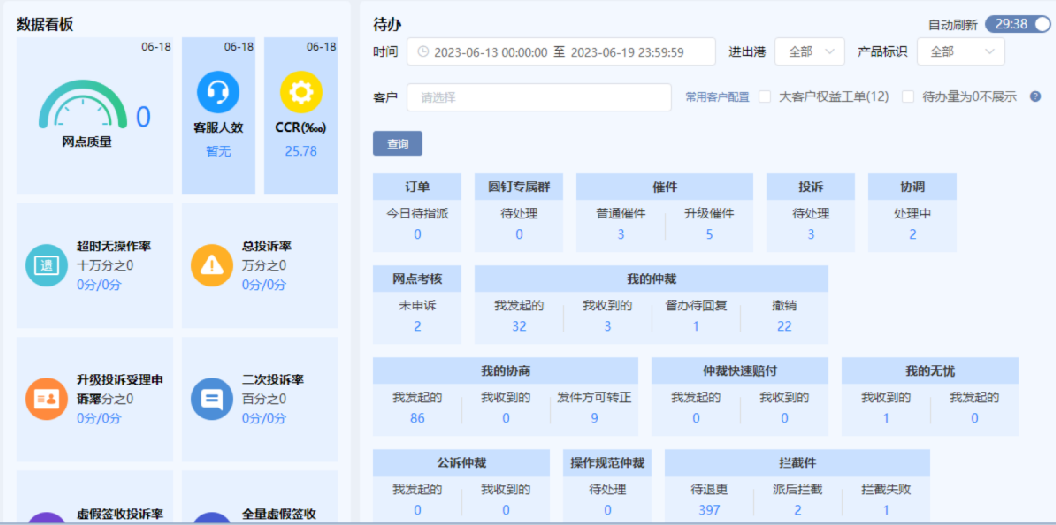 数据看板
06-18
0
网点质量
06-18
客服人效
暂无
06-18
CCR(‱)
25.78
遗
超时无操作率
十万分之0
0分/0分
总投诉率
万分之0
0分/0分
升级投诉受理申
诉率分之0
0分/0分
二次投诉率
百分之0
0分/0分
虚假签收投诉率
全量虚假签收
待办
自动刷新 29:38
时间 2023-06-13 00:00:00 至 2023-06-19 23:59:59 进出港 全部 产品标识 全部
客户 请选择 常用客户配置 大客户权益工单(12) 待办量为0不展示 ?
查询
订单 圆钉专属群 催件 投诉 协调
今日待指派 待处理 普通催件 升级催件 待处理 处理中
0 0 3 5 3 2
网点考核 我的仲裁
未申诉 我发起的 我收到的 督办待回复 撤销
2 32 3 1 22
我的协商 仲裁快速赔付 我的无忧
我发起的 我收到的 发件方可转正 我发起的 我收到的 我收到的 我发起的
86 0 9 0 0 1 0
公诉仲裁 操作规范仲裁 拦截件
我发起的 我收到的 待处理 待退更 派后拦截 拦截失败
0 0 0 397 2 1